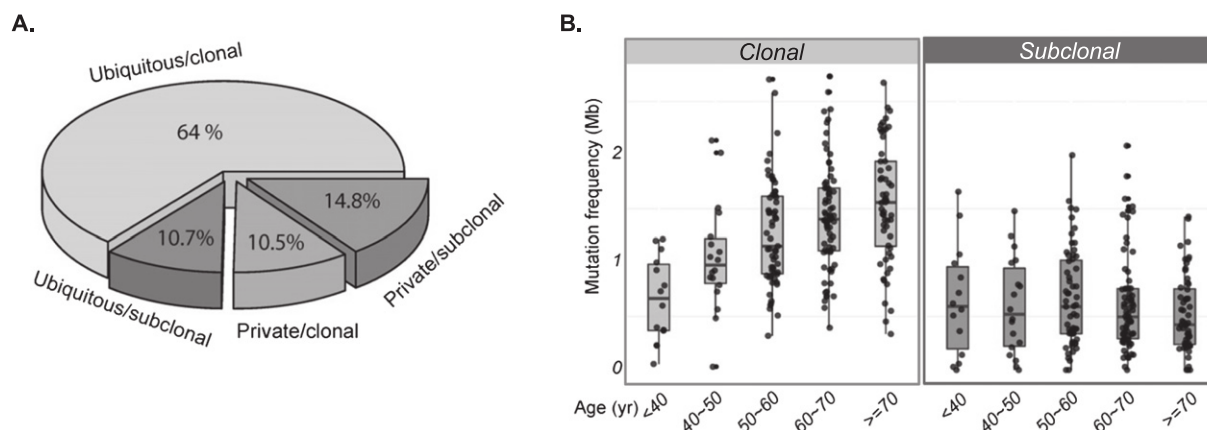 A.
Ubiquitous/clonal
64 %
14.8%
10.7%
10.5%
Private/subclonal
Ubiquitous/subclonal
Private/clonal
B.
Clonal
Subclonal
Mutation frequency (Mb)
2
1
0
Age (yr)
<40
40~50
50~60
60~70
>=70
<40
40~50
50~60
60~70
>=70